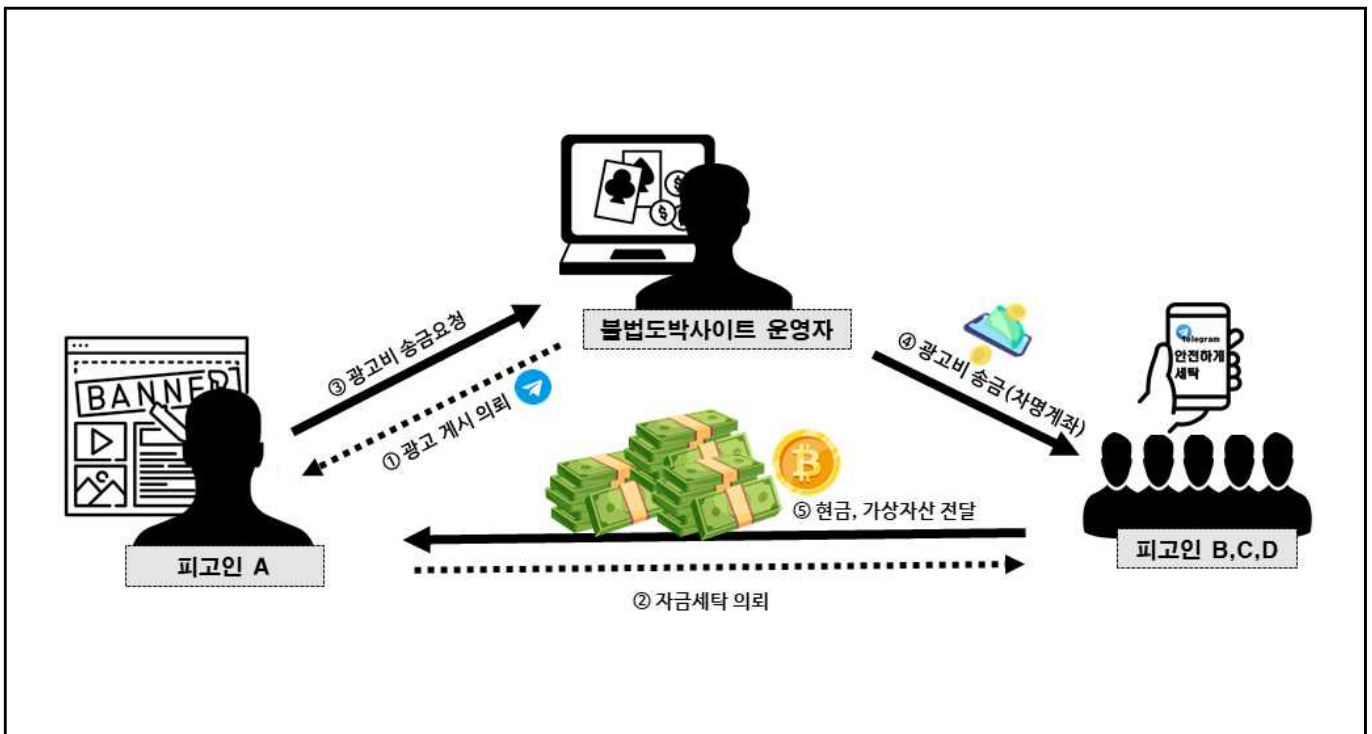 불법도박사이트 운영자
③ 광고비 송금요청
① 광고 게시 의뢰
④ 광고비 송금(차명계좌)
BANNER
Telegram
안전하게
세탁
⑤ 현금, 가상자산 전달
피고인 A
피고인 B,C,D
② 자금세탁 의뢰